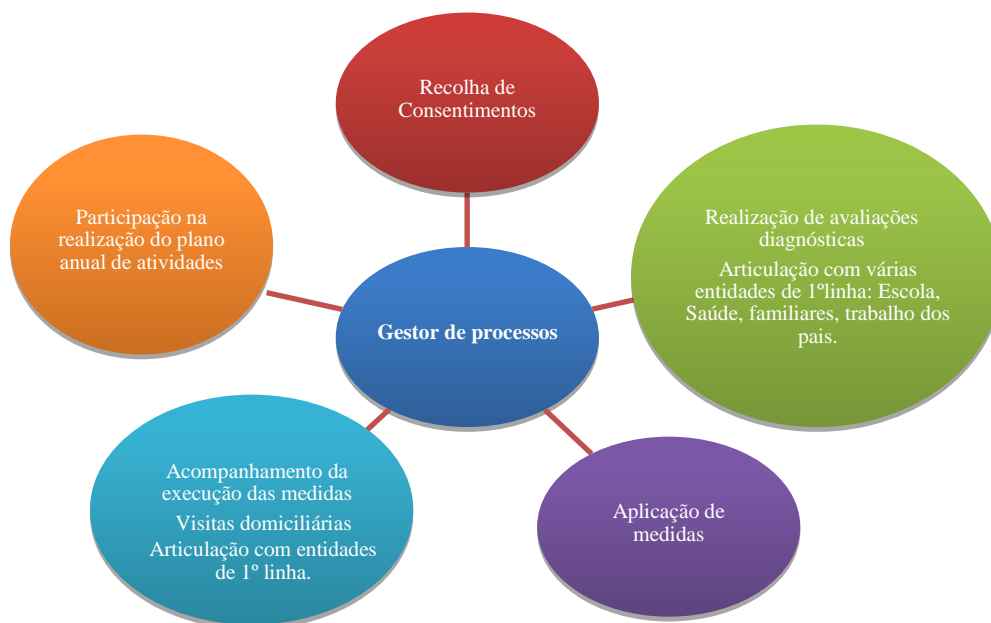 Recolha de
Consentimentos
Participação na
realização do plano
anual de atividades
Realização de avaliações
diagnósticas
Articulação com várias
entidades de 1ºlinha: Escola,
Saúde, familiares, trabalho dos
pais.
Gestor de processos
Acompanhamento da
execução das medidas
Visitas domiciliárias
Articulação com entidades
de 1º linha.
Aplicação de
medidas